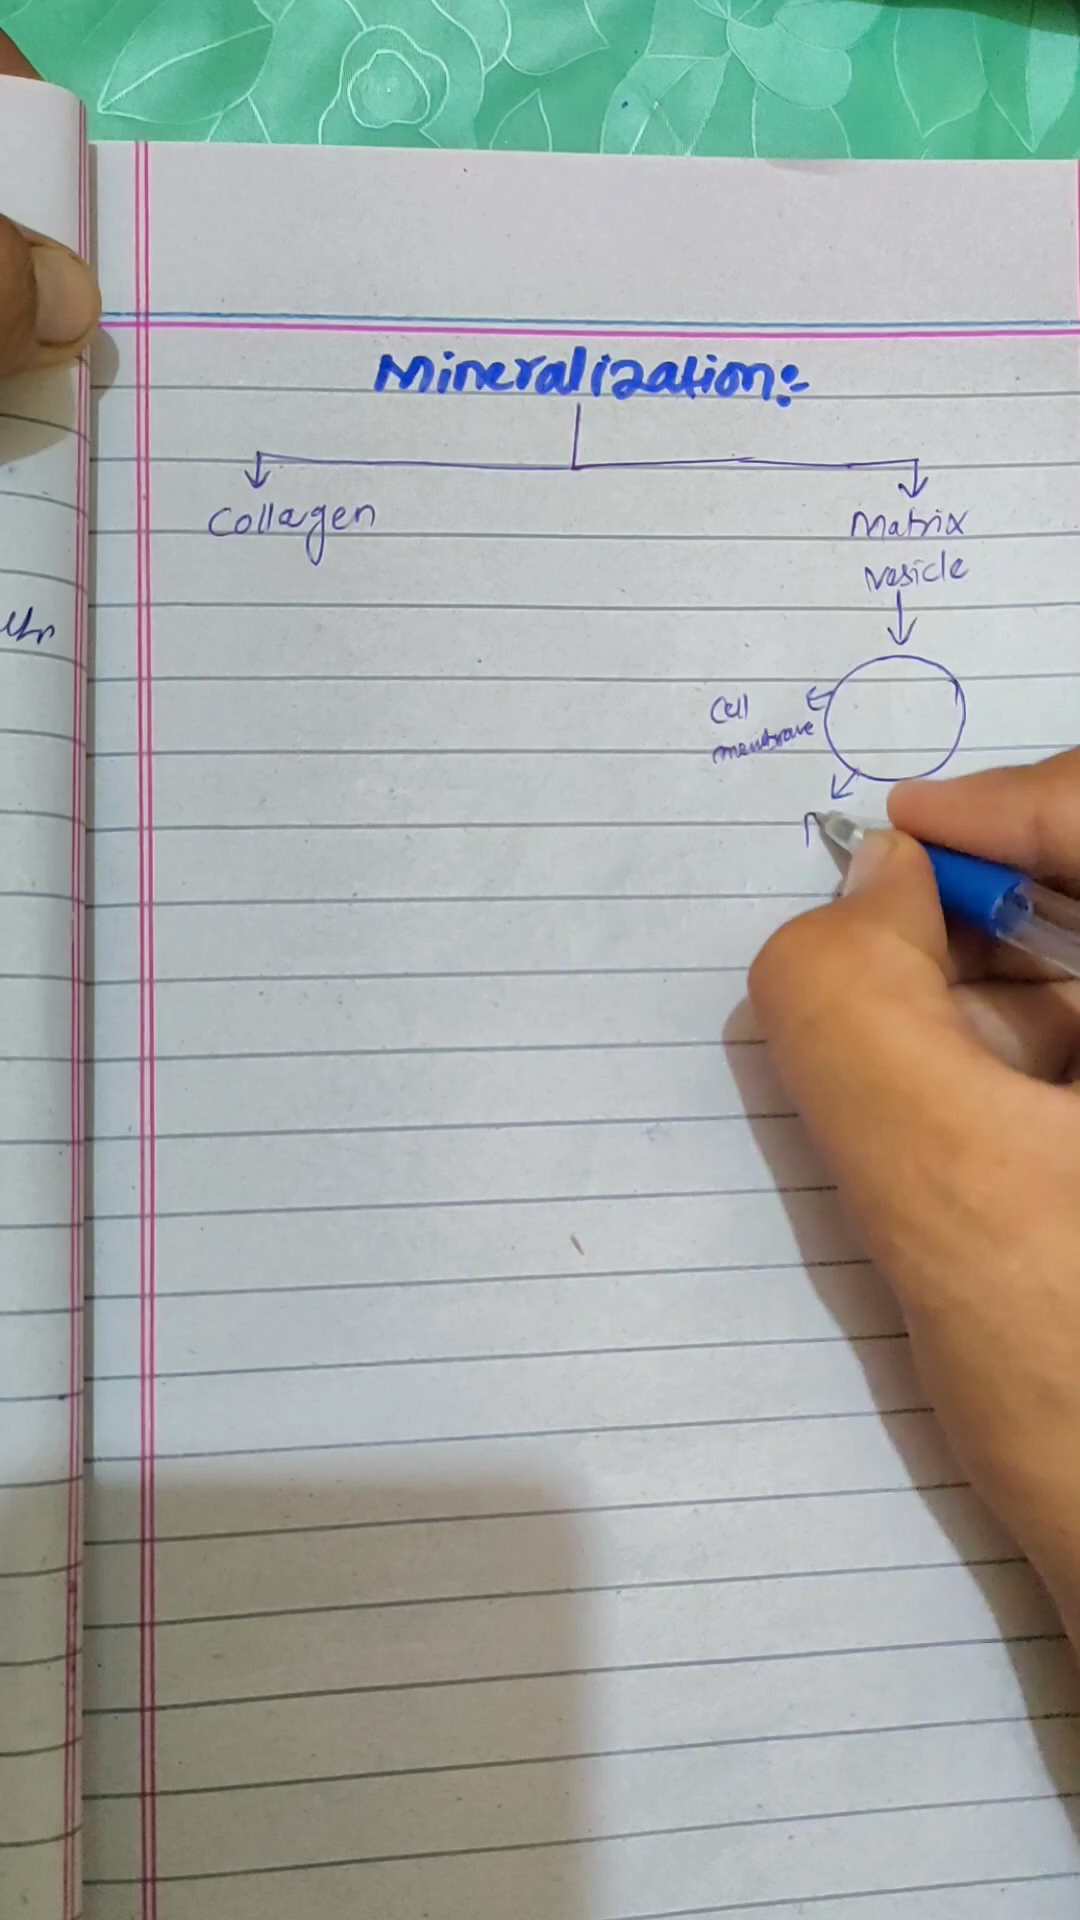 Mineralization:-
Collagen
Matrix
vesicle
Cell
membrane